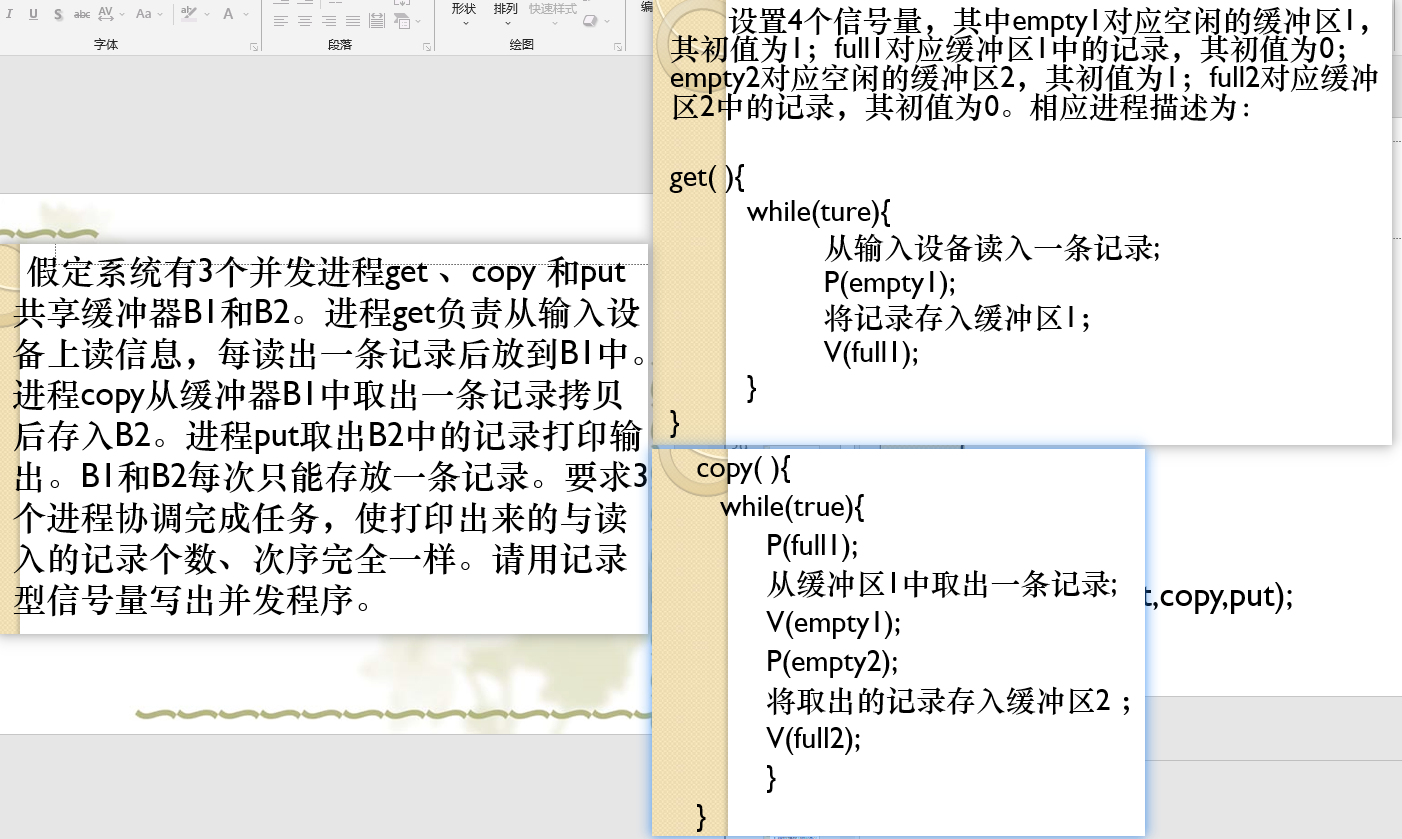 I U S abc AV Aa A
字体
段落
形状 排列 快速样式
绘图
编
假定系统有3个并发进程get 、copy 和put
共享缓冲器B1和B2。进程get负责从输入设
备上读信息，每读出一条记录后放到B1中。
进程copy从缓冲器B1中取出一条记录拷贝
后存入B2。进程put取出B2中的记录打印输
出。B1和B2每次只能存放一条记录。要求3
个进程协调完成任务，使打印出来的与读
入的记录个数、次序完全一样。请用记录
型信号量写出并发程序。
设置4个信号量，其中empty1对应空闲的缓冲区1，
其初值为1；full1对应缓冲区1中的记录，其初值为0；
empty2对应空闲的缓冲区2，其初值为1；full2对应缓冲
区2中的记录，其初值为0。相应进程描述为：
get( ){
while(ture){
从输入设备读入一条记录;
P(empty1);
将记录存入缓冲区1；
V(full1);
}
}
copy( ){
while(true){
P(full1);
从缓冲区1中取出一条记录;
V(empty1);
P(empty2);
将取出的记录存入缓冲区2 ；
V(full2);
}
}
t,copy,put);